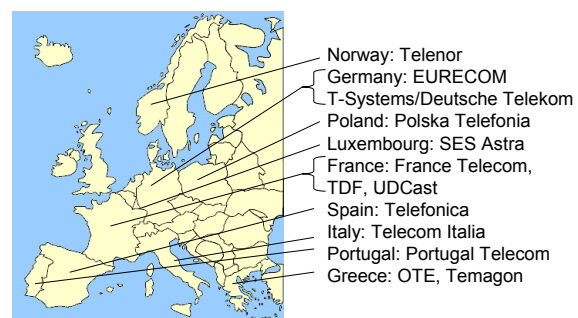 Norway: Telenor
Germany: EURECOM
T-Systems/Deutsche Telekom
Poland: Polska Telefonia
Luxembourg: SES Astra
France: France Telecom,
TDF, UDCast
Spain: Telefonica
Italy: Telecom Italia
Portugal: Portugal Telecom
Greece: OTE, Temagon